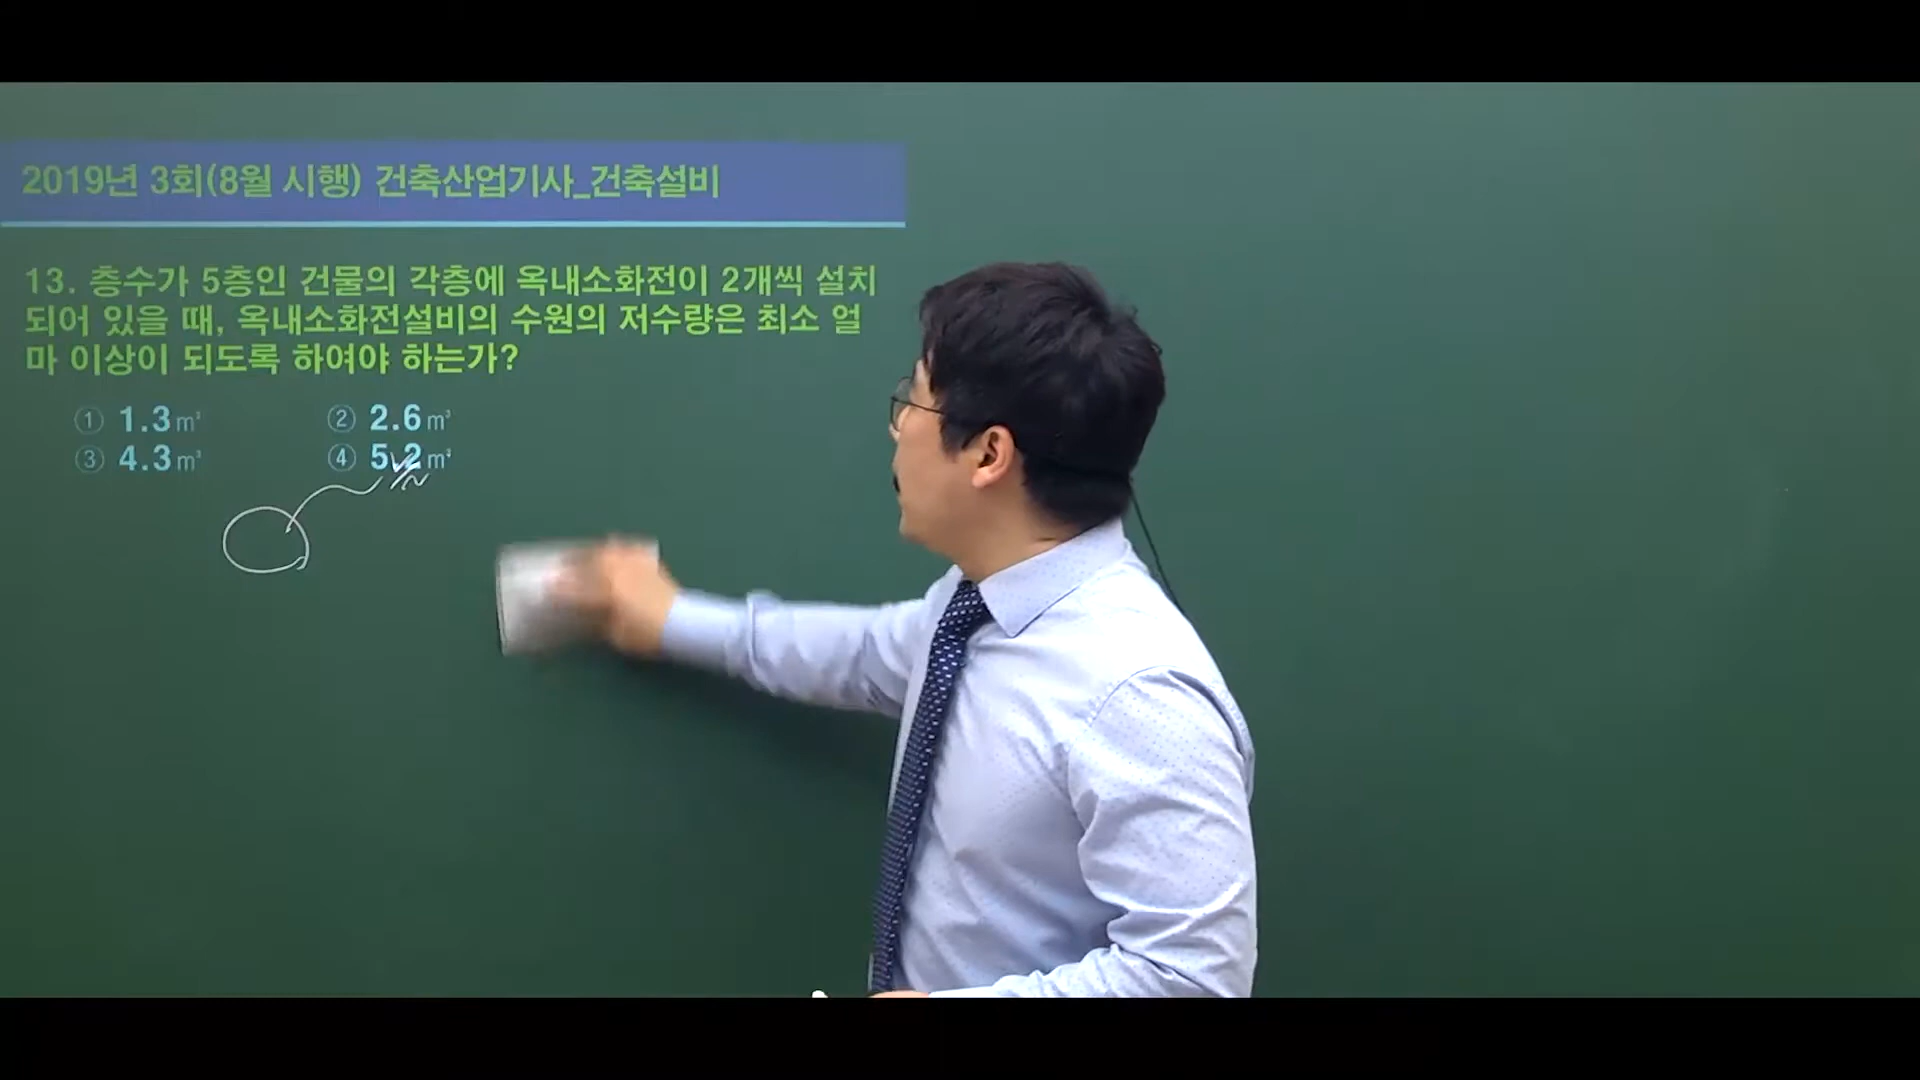 2019년 3회(8월 시행) 건축산업기사_건축설비
13. 층수가 5층인 건물의 각층에 옥내소화전이 2개씩 설치
되어 있을 때, 옥내소화전설비의 수원의 저수량은 최소 얼
마 이상이 되도록 하여야 하는가?
① 1.3㎥ ② 2.6㎥
③ 4.3㎥ ④ 5.2㎥